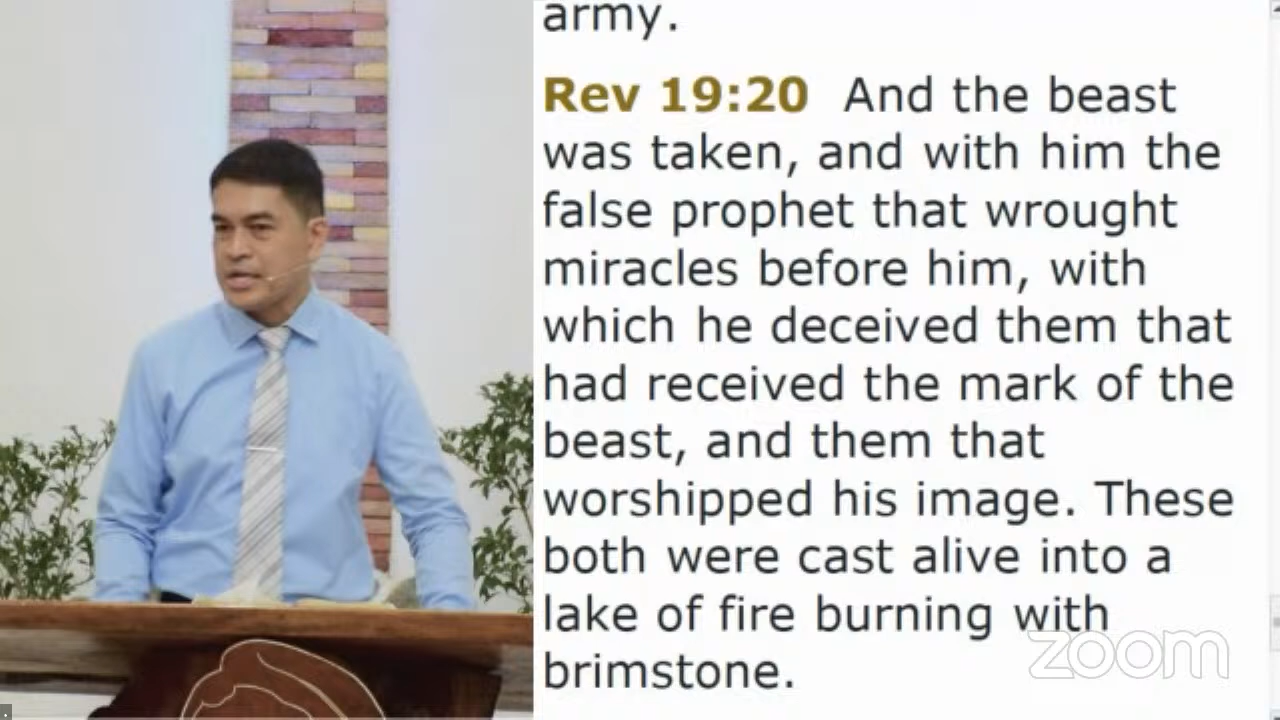 army.
Rev 19:20 And the beast
was taken, and with him the
false prophet that wrought
miracles before him, with
which he deceived them that
had received the mark of the
beast, and them that
worshipped his image. These
both were cast alive into a
lake of fire burning with
brimstone.
zoom